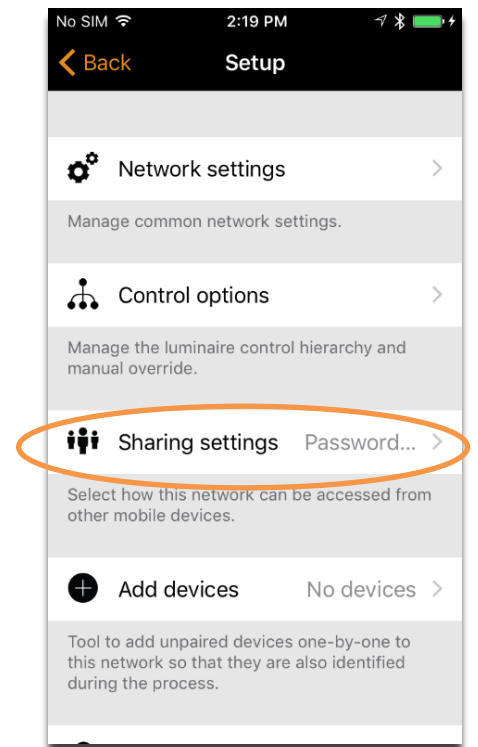 No SIM 2:19 PM
Back Setup
Network settings
Manage common network settings.
Control options
Manage the luminaire control hierarchy and
manual override.
Sharing settings Password...
Select how this network can be accessed from
other mobile devices.
Add devices No devices
Tool to add unpaired devices one-by-one to
this network so that they are also identified
during the process.